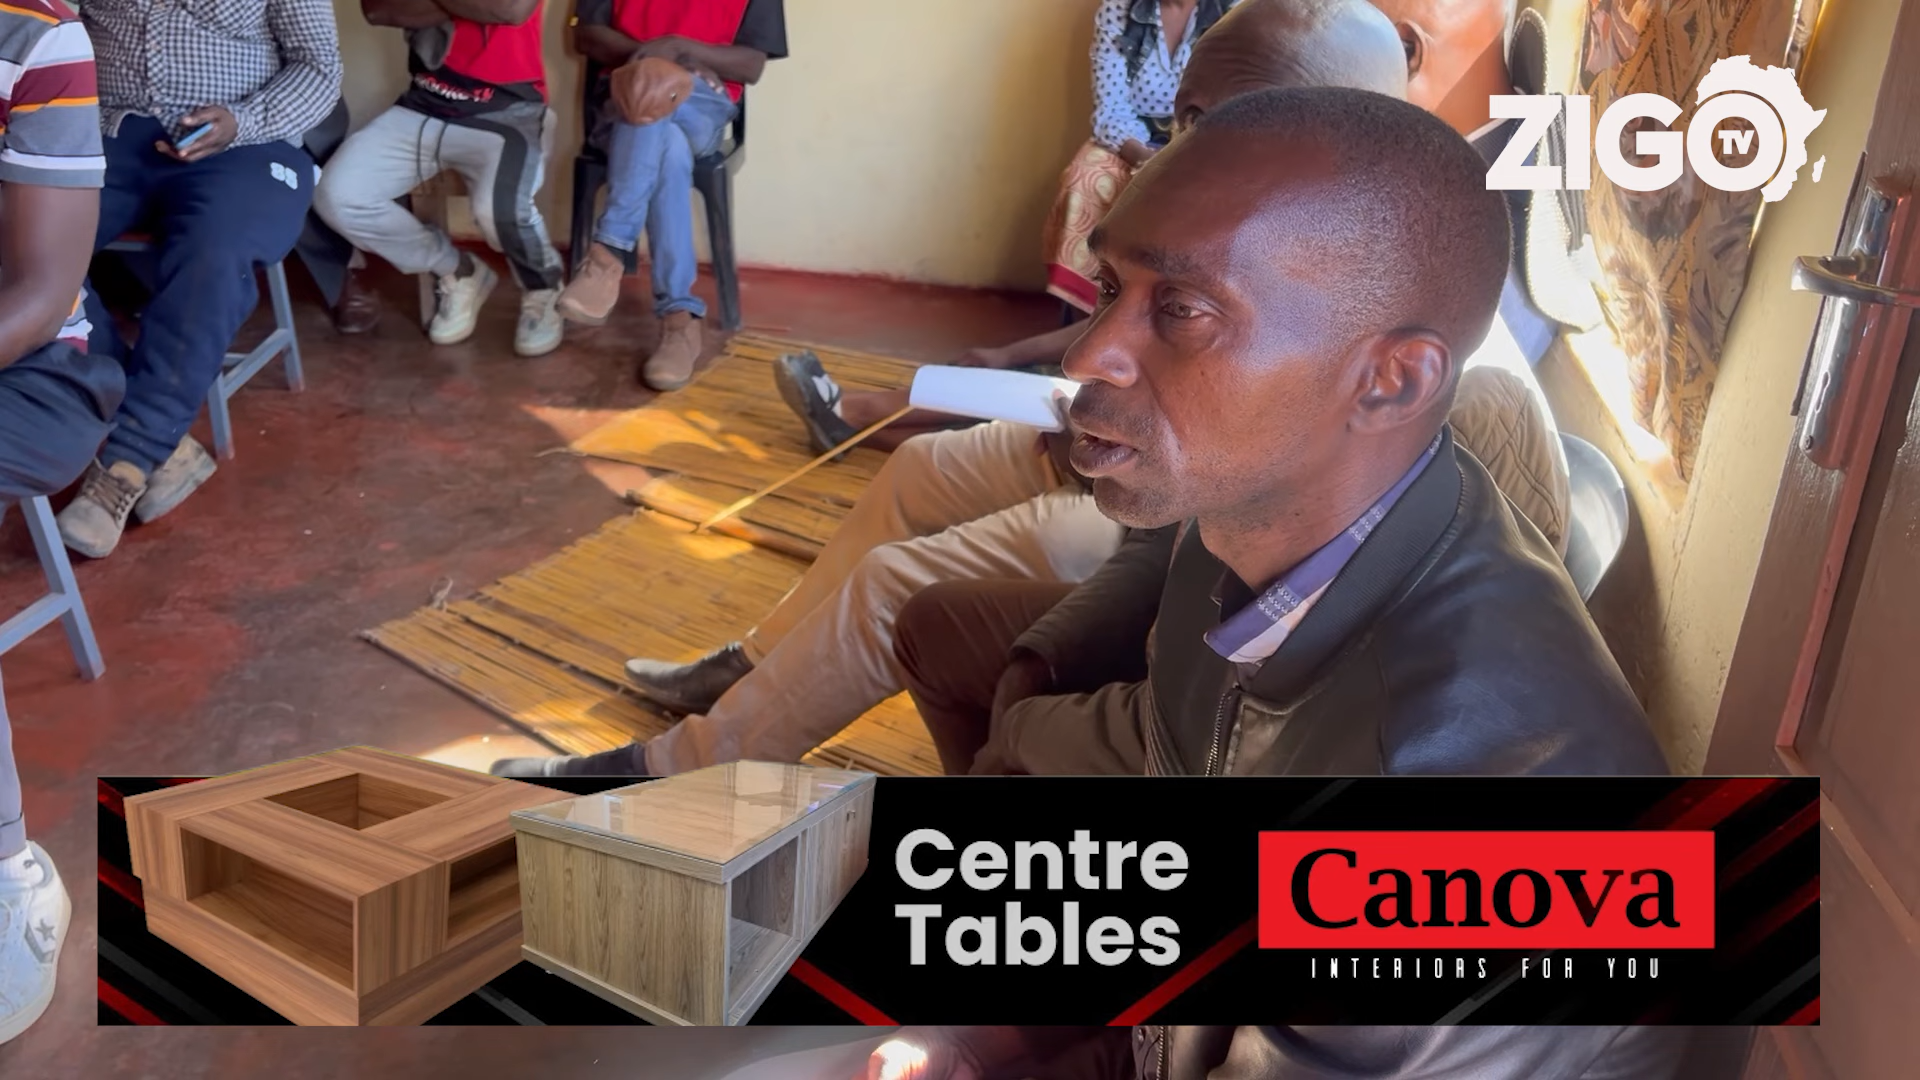 ZIGO
TV
Centre
Tables
Canova
INTERIORS FOR YOU